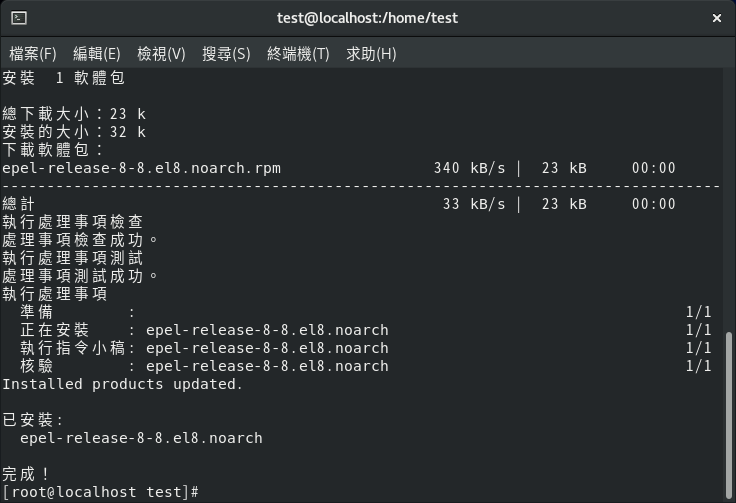 test@localhost:/home/test
檔案(F) 編輯(E) 檢視(V) 搜尋(S) 終端機(T) 求助(H)
安裝  1 軟體包
總下載大小：23 k
安裝的大小：32 k
下載軟體包：
epel-release-8-8.el8.noarch.rpm                 340 kB/s |  23 kB     00:00
--------------------------------------------------------------------------------
總計                                             33 kB/s |  23 kB     00:00
執行處理事項檢查
處理事項檢查成功。
執行處理事項測試
處理事項測試成功。
執行處理事項
  準備        :                                                             1/1
  正在安裝    : epel-release-8-8.el8.noarch                                 1/1
  執行指令小稿: epel-release-8-8.el8.noarch                                 1/1
  核驗        : epel-release-8-8.el8.noarch                                 1/1
Installed products updated.
已安裝:
  epel-release-8-8.el8.noarch
完成！
[root@localhost test]#